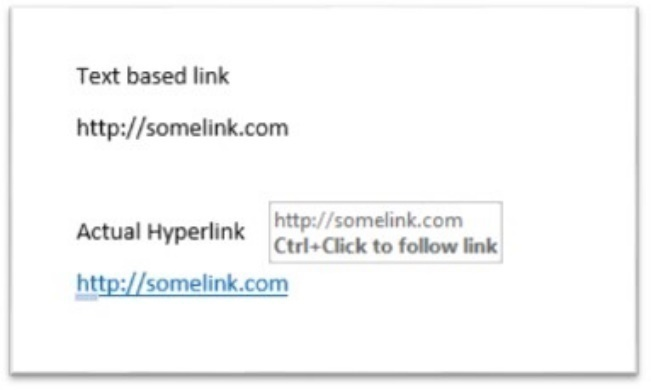 Text based link
http://somelink.com
Actual Hyperlink
http://somelink.com
Ctrl+Click to follow link
http://somelink.com